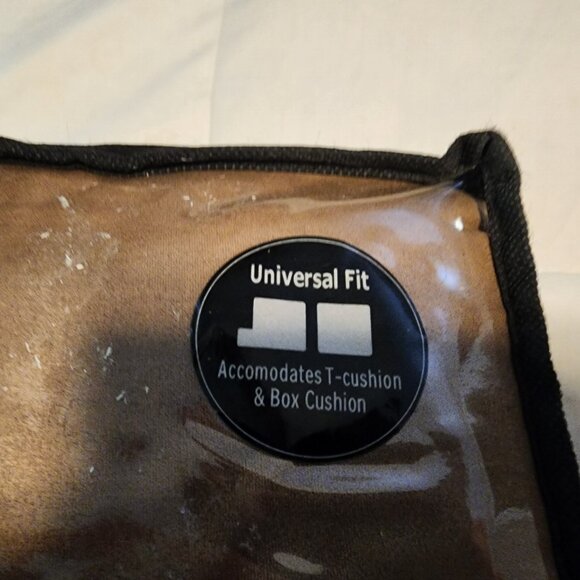 Universal Fit
Accomodates T-cushion
& Box Cushion